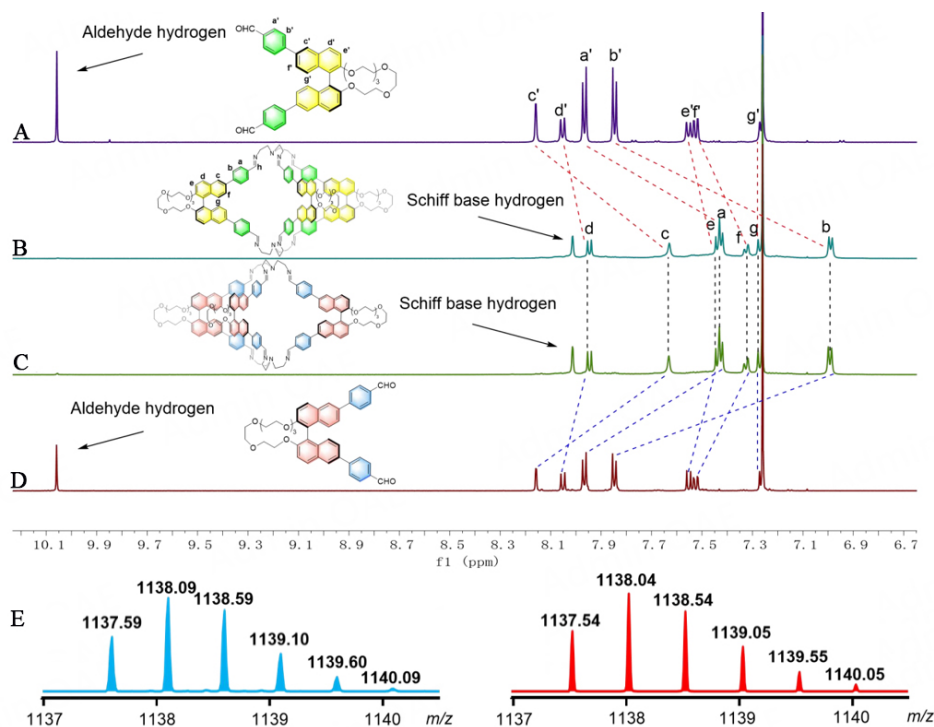 Aldehyde hydrogen
OHC
a'
b'
c'
d'
e'
f'
g'
O
O
O
3
O
O
O
OHC
c'
d'
a'
b'
e'
f'
g'
A
b
a
h
d
c
e
f
g
N
N
Schiff base hydrogen
d
c
e
a
f
g
b
B
Schiff base hydrogen
C
CHO
Aldehyde hydrogen
O
O
O
3
O
O
O
CHO
D
10.1 9.9 9.7 9.5 9.3 9.1 8.9 8.7 8.5 8.3 8.1 7.9 7.7 7.5 7.3 7.1 6.9 6.7
f1 (ppm)
E
1137.59
1138.09
1138.59
1139.10
1139.60
1140.09
1137 1138 1139 1140 m/z
1137.54
1138.04
1138.54
1139.05
1139.55
1140.05
1137 1138 1139 1140 m/z